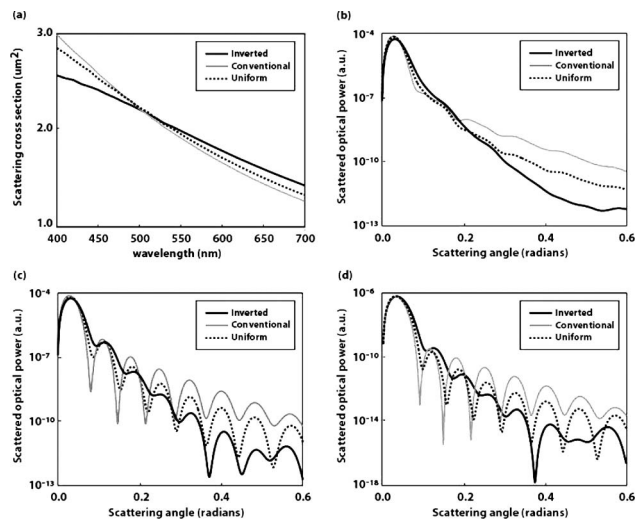 (a)
Scattering cross section (um²)
3.0
2.0
1.0
Inverted
Conventional
Uniform
400 450 500 550 600 650 700
wavelength (nm)
(b)
Scattered optical power (a.u.)
10⁻⁴
10⁻⁷
10⁻¹⁰
10⁻¹³
Inverted
Conventional
Uniform
0.0 0.2 0.4 0.6
Scattering angle (radians)
(c)
Scattered optical power (a.u.)
10⁻⁴
10⁻⁷
10⁻¹⁰
10⁻¹³
Inverted
Conventional
Uniform
0.0 0.2 0.4 0.6
Scattering angle (radians)
(d)
Scattered optical power (a.u.)
10⁻⁶
10⁻¹⁰
10⁻¹⁴
Inverted
Conventional
Uniform
0.0 0.2 0.4 0.6
Scattering angle (radians)